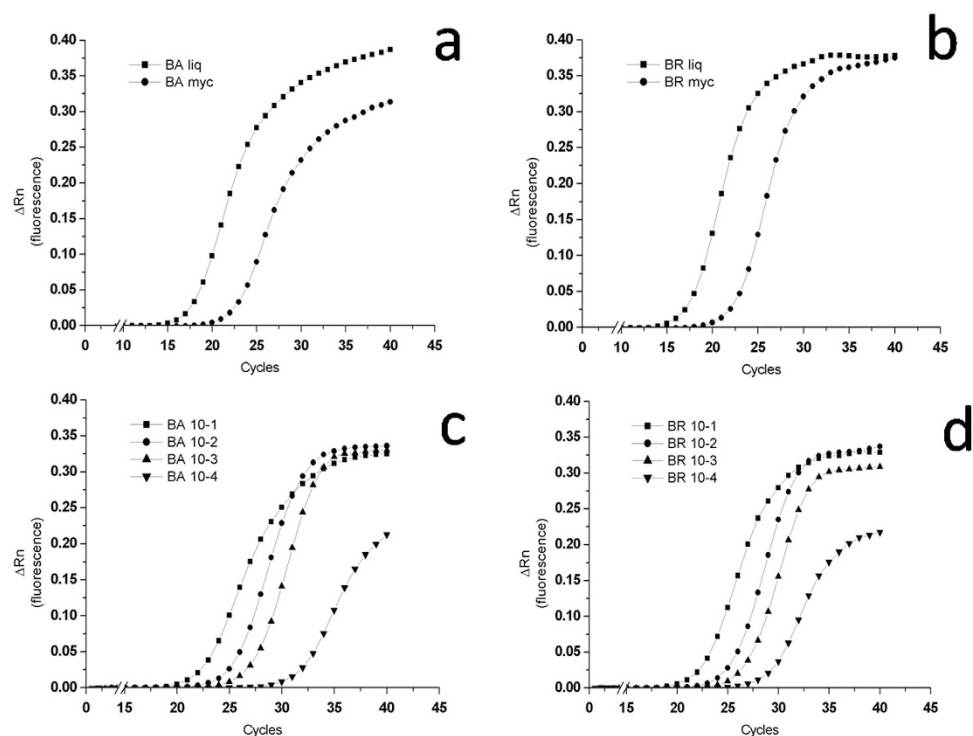 a
0.40
0.35
0.30
0.25
0.20
0.15
0.10
0.05
0.00
ΔRn
(fluorescence)
BA liq
BA myc
0 10 15 20 25 30 35 40 45
Cycles
b
0.40
0.35
0.30
0.25
0.20
0.15
0.10
0.05
0.00
ΔRn
(fluorescence)
BR liq
BR myc
0 10 15 20 25 30 35 40 45
Cycles
c
0.40
0.35
0.30
0.25
0.20
0.15
0.10
0.05
0.00
ΔRn
(fluorescence)
BA 10-1
BA 10-2
BA 10-3
BA 10-4
0 15 20 25 30 35 40 45
Cycles
d
0.40
0.35
0.30
0.25
0.20
0.15
0.10
0.05
0.00
ΔRn
(fluorescence)
BR 10-1
BR 10-2
BR 10-3
BR 10-4
0 15 20 25 30 35 40 45
Cycles